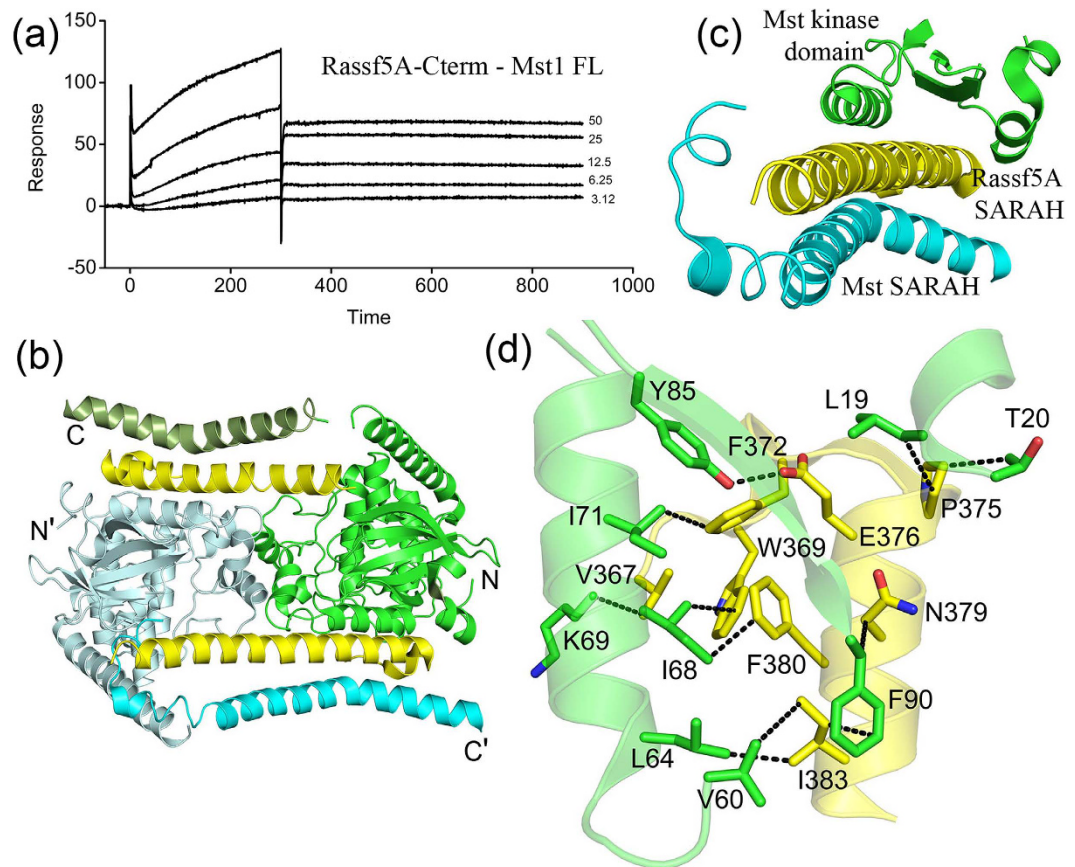 (a)
150
100
50
0
-50
Response
Rassf5A-Cterm - Mst1 FL
50
25
12.5
6.25
3.12
0
200
400
600
800
1000
Time
(c)
Mst kinase
domain
Rassf5A
SARAH
Mst SARAH
(b)
C
N'
N
C'
(d)
Y85
L19
T20
F372
I71
P375
W369
E376
V367
N379
K69
I68
F380
F90
L64
I383
V60